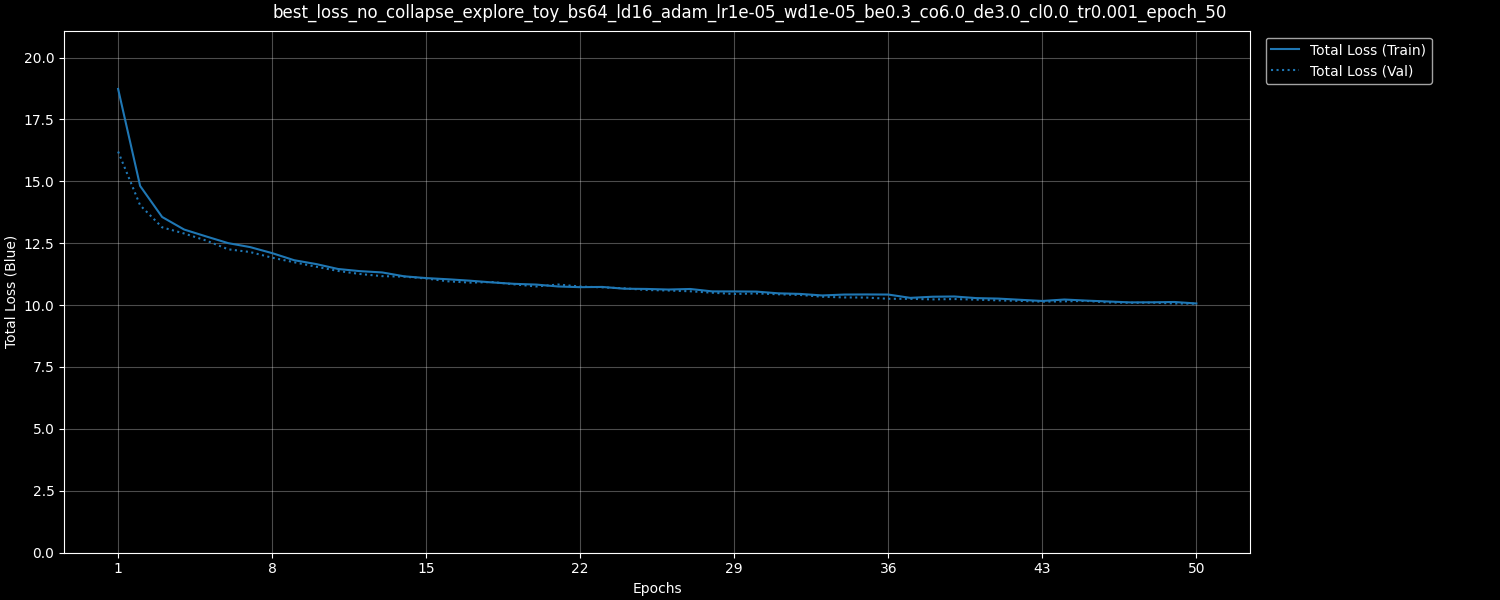 best_loss_no_collapse_explore_toy_bs64_ld16_adam_lr1e-05_wd1e-05_be0.3_co6.0_de3.0_cl0.0_tr0.001_epoch_50
Total Loss (Train)
Total Loss (Val)
Total Loss (Blue)
20.0
17.5
15.0
12.5
10.0
7.5
5.0
2.5
0.0
1 8 15 22 29 36 43 50
Epochs